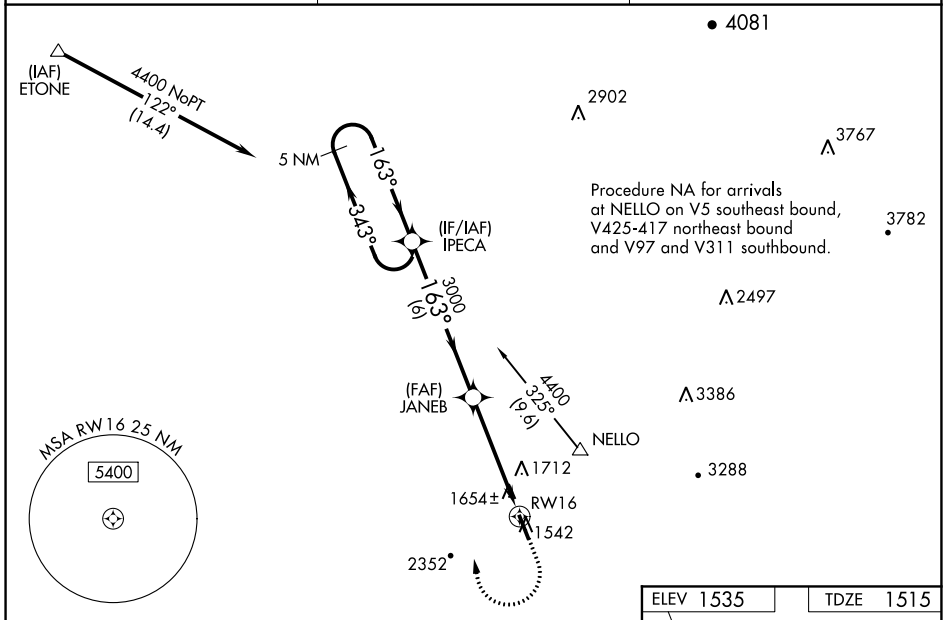 4081
(IAF)
ETONE
4400 NoPT
122°
(14.4)
2902
3767
5 NM
163°
343°
(IF/IAF)
IPECA
Procedure NA for arrivals
at NELLO on V5 southeast bound,
V425-417 northeast bound
and V97 and V311 southbound.
3782
3000
163°
(6)
2497
(FAF)
JANEB
4400
325°
(9.6)
3386
NELLO
MSA RW16 25 NM
5400
1712
3288
1654±
RW16
1542
2352
ELEV 1535
TDZE 1515